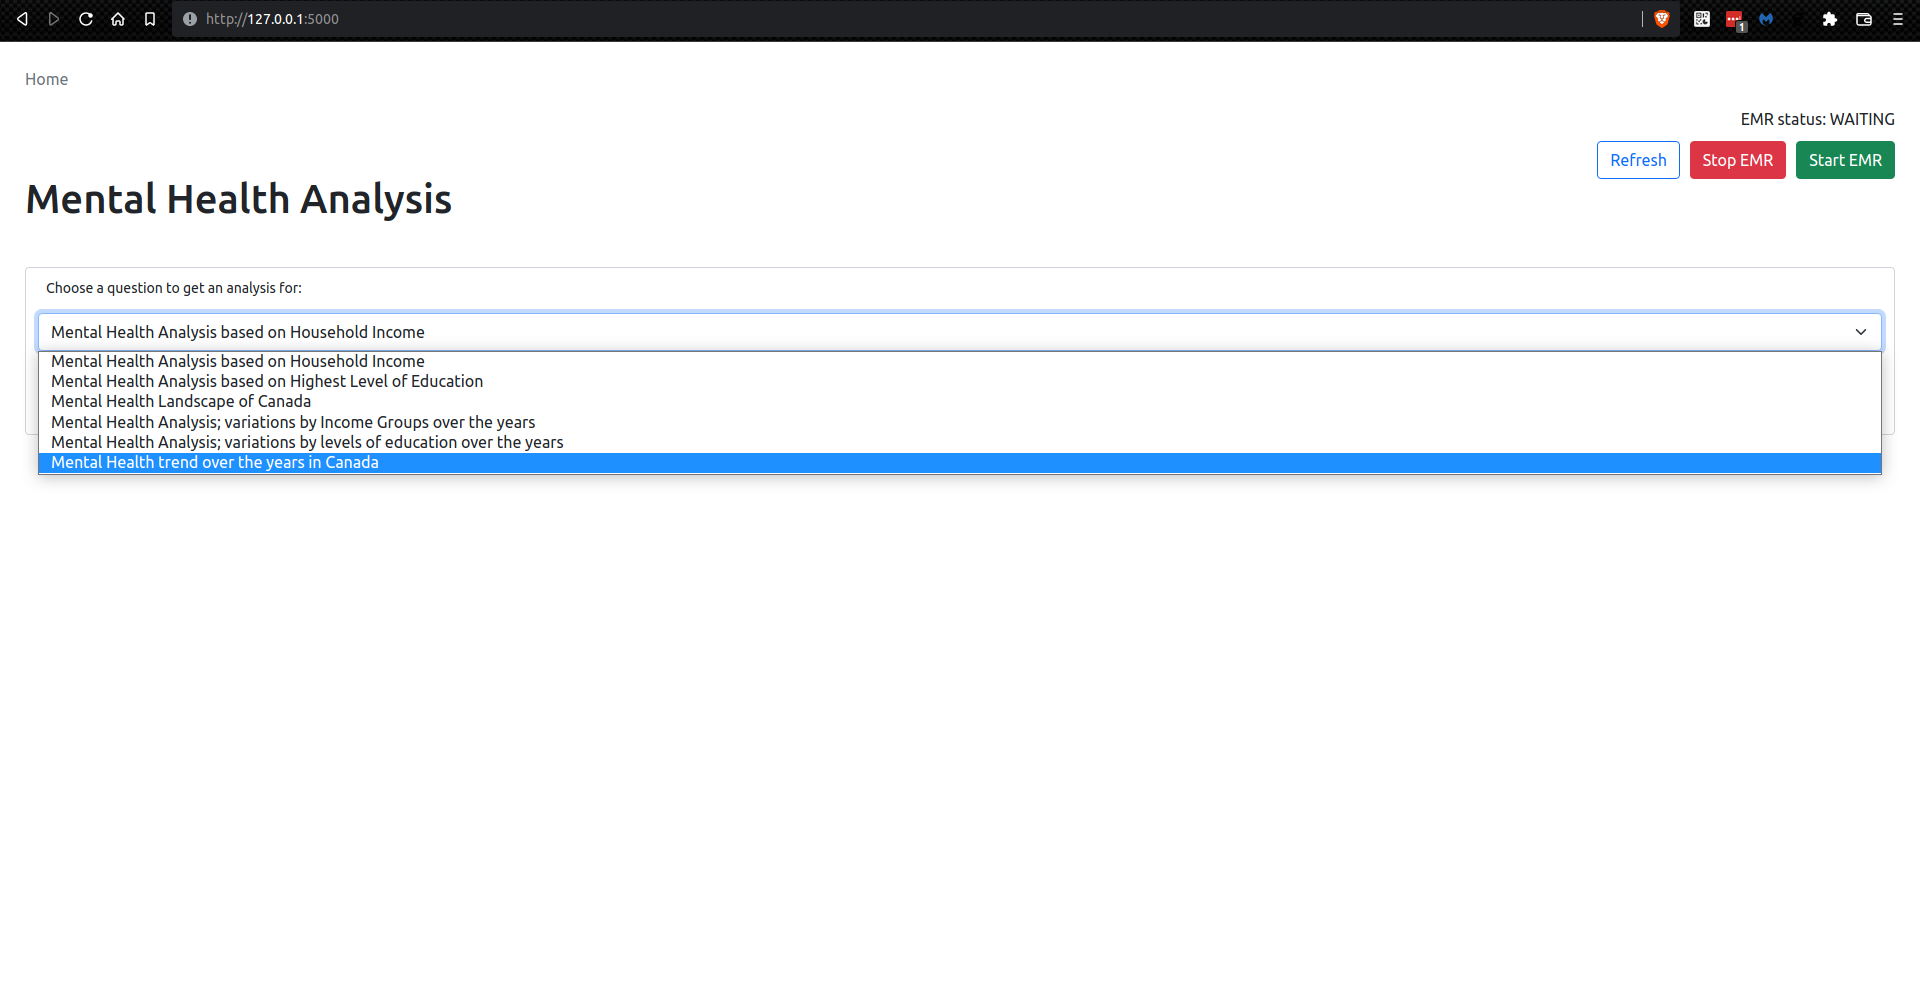 http://127.0.0.1:5000
1
Home
EMR status: WAITING
Refresh Stop EMR Start EMR
Mental Health Analysis
Choose a question to get an analysis for:
Mental Health Analysis based on Household Income
Mental Health Analysis based on Household Income
Mental Health Analysis based on Highest Level of Education
Mental Health Landscape of Canada
Mental Health Analysis; variations by Income Groups over the years
Mental Health Analysis; variations by levels of education over the years
Mental Health trend over the years in Canada